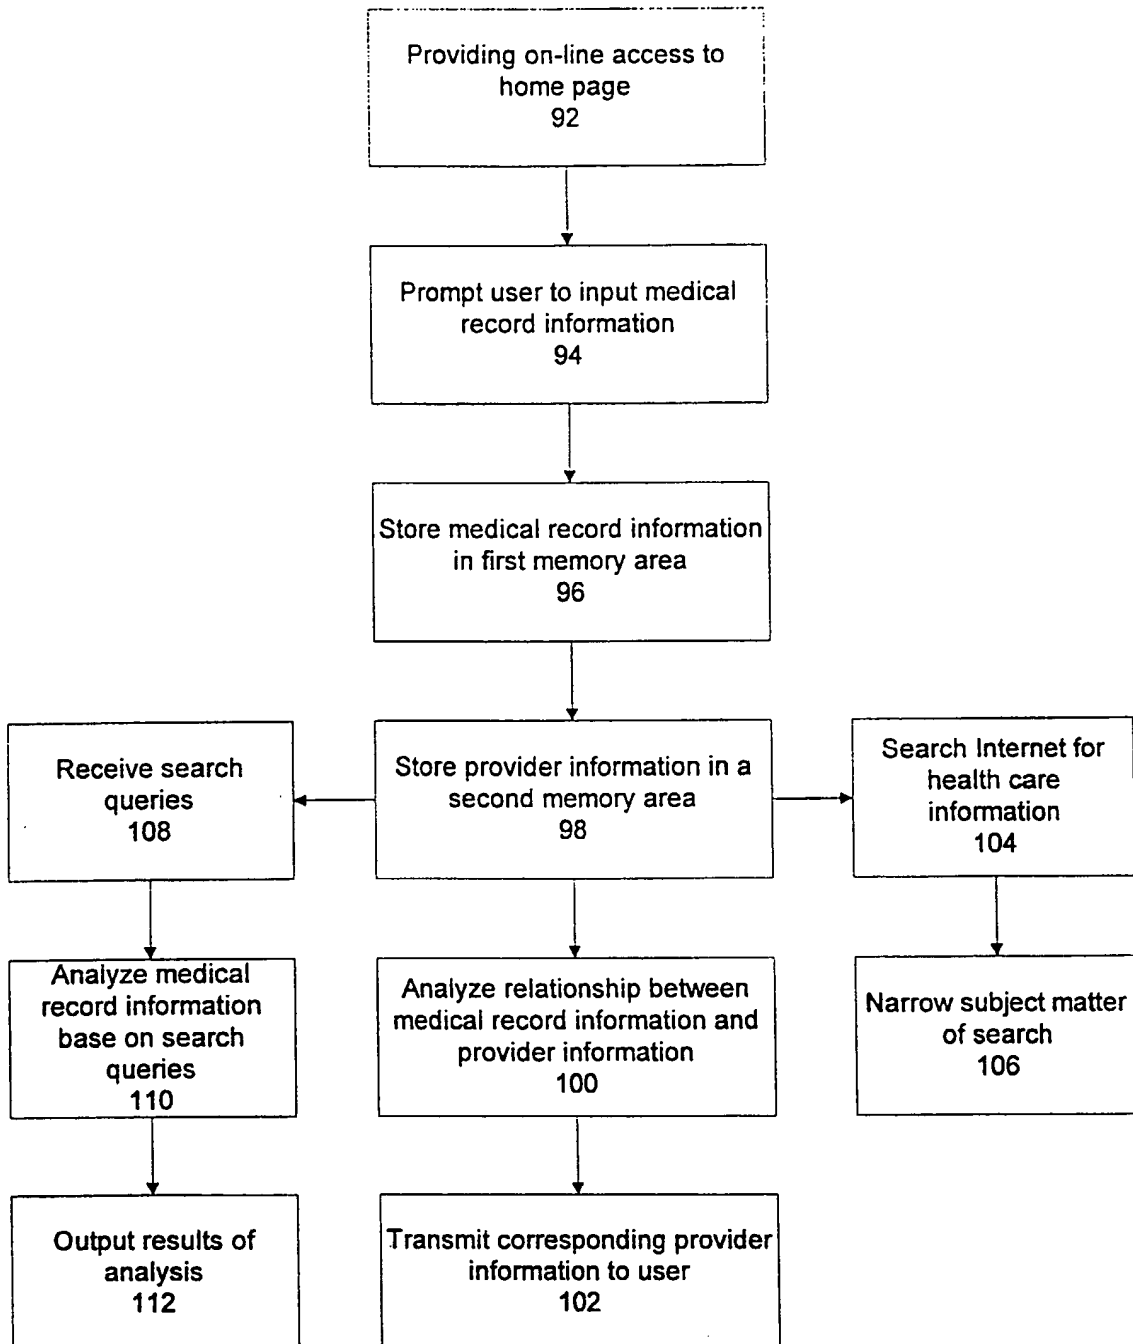 Providing on-line access to
home page
92
Prompt user to input medical
record information
94
Store medical record information
in first memory area
96
Receive search
queries
108
Store provider information in a
second memory area
98
Search Internet for
health care
information
104
Analyze medical
record information
base on search
queries
110
Analyze relationship between
medical record information and
provider information
100
Narrow subject matter
of search
106
Output results of
analysis
112
Transmit corresponding provider
information to user
102